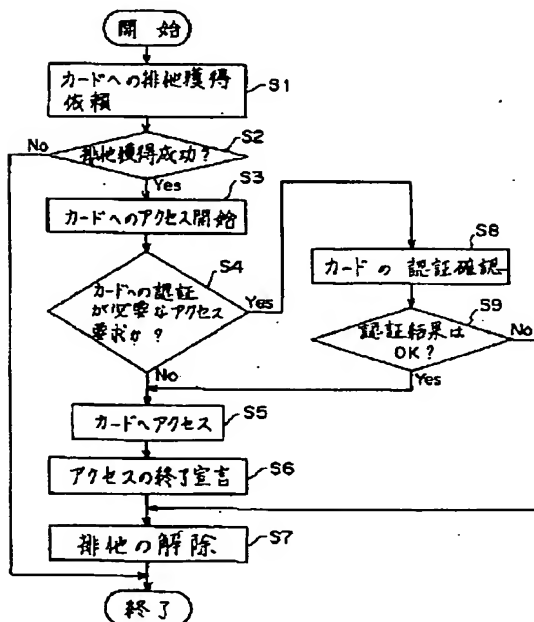 開始
カードへの排他獲得
依頼
S1
S2
No
排他獲得成功?
Yes
S3
カードへのアクセス開始
S4
カードへの認証
が必要なアクセス
要求か?
Yes
No
S8
カードの認証確認
S9
認証結果は
OK?
No
Yes
S5
カードへアクセス
S6
アクセスの終了宣言
S7
排他の解除
終了